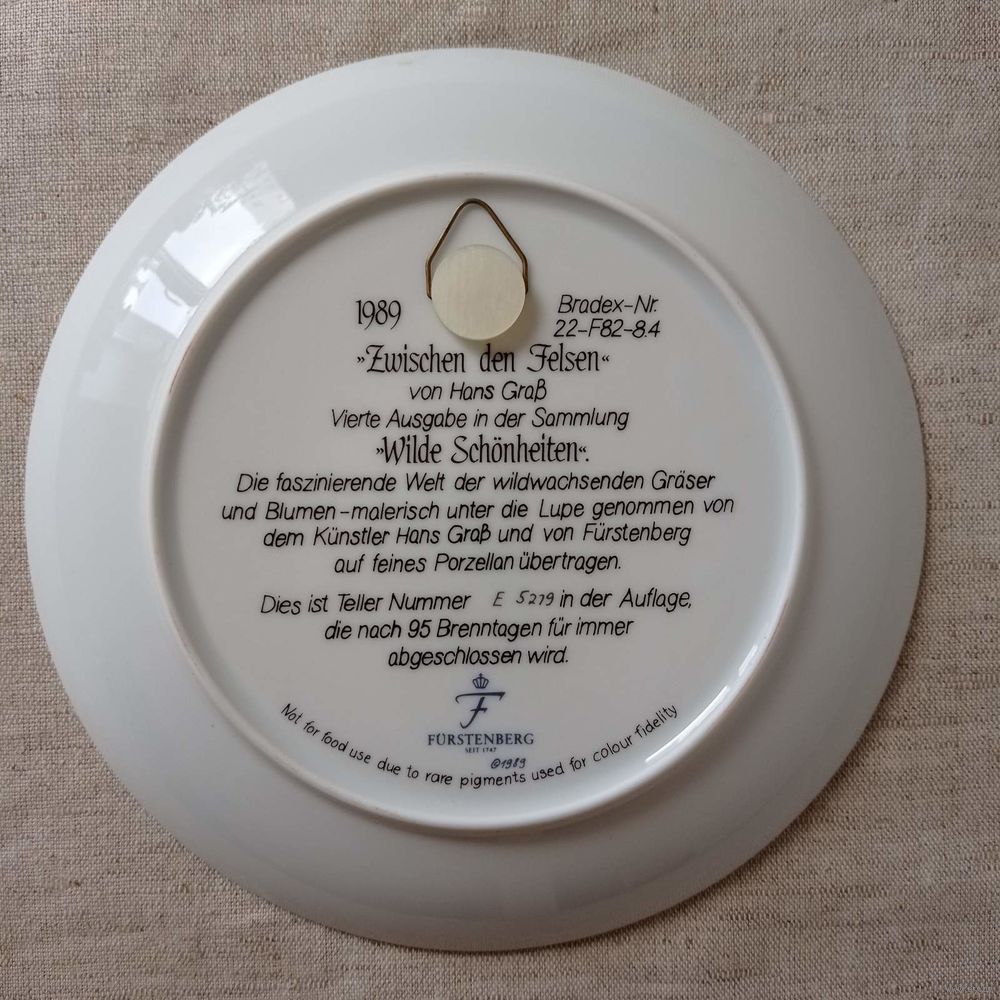 1989
Bradex-Nr.
22-F82-8.4
»Zwischen den Felsen«
von Hans Graß
Vierte Ausgabe in der Sammlung
»Wilde Schönheiten«.
Die faszinierende Welt der wildwachsenden Gräser
und Blumen-malerisch unter die Lupe genommen von
dem Künstler Hans Graß und von Fürstenberg
auf feines Porzellan übertragen.
Dies ist Teller Nummer E 5219 in der Auflage,
die nach 95 Brenntagen für immer
abgeschlossen wird.
F
FÜRSTENBERG
SEIT 1747
©1989
Not for food use due to rare pigments used for colour fidelity